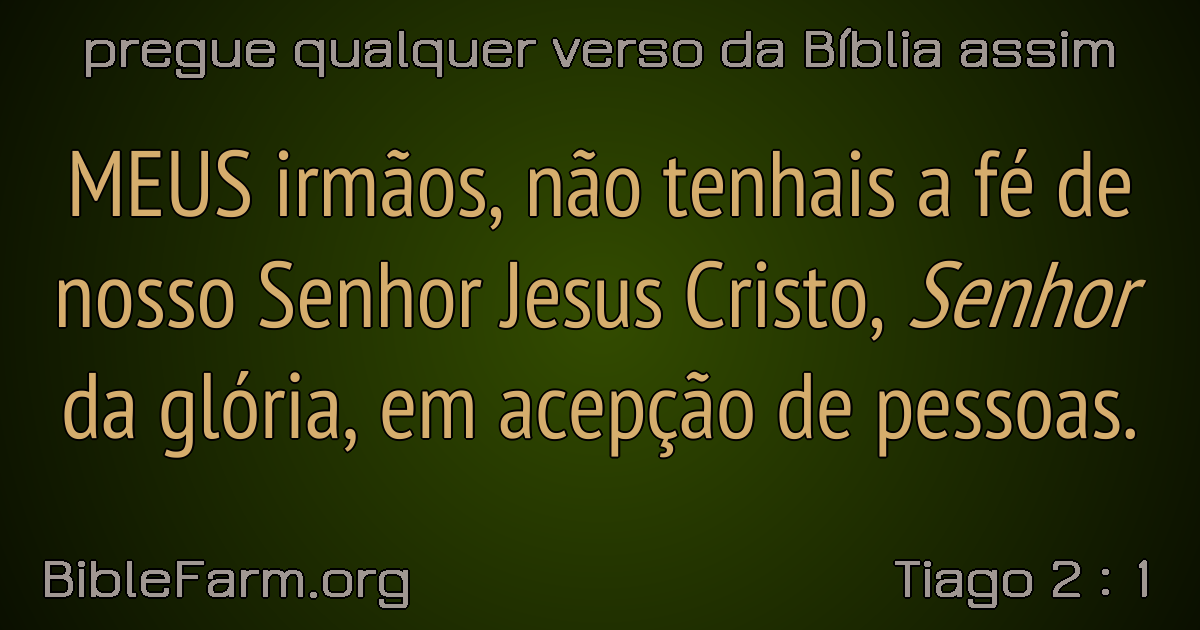 pregue qualquer verso da Bíblia assim
MEUS irmãos, não tenhais a fé de
nosso Senhor Jesus Cristo, Senhor
da glória, em acepção de pessoas.
BibleFarm.org
Tiago 2 : 1